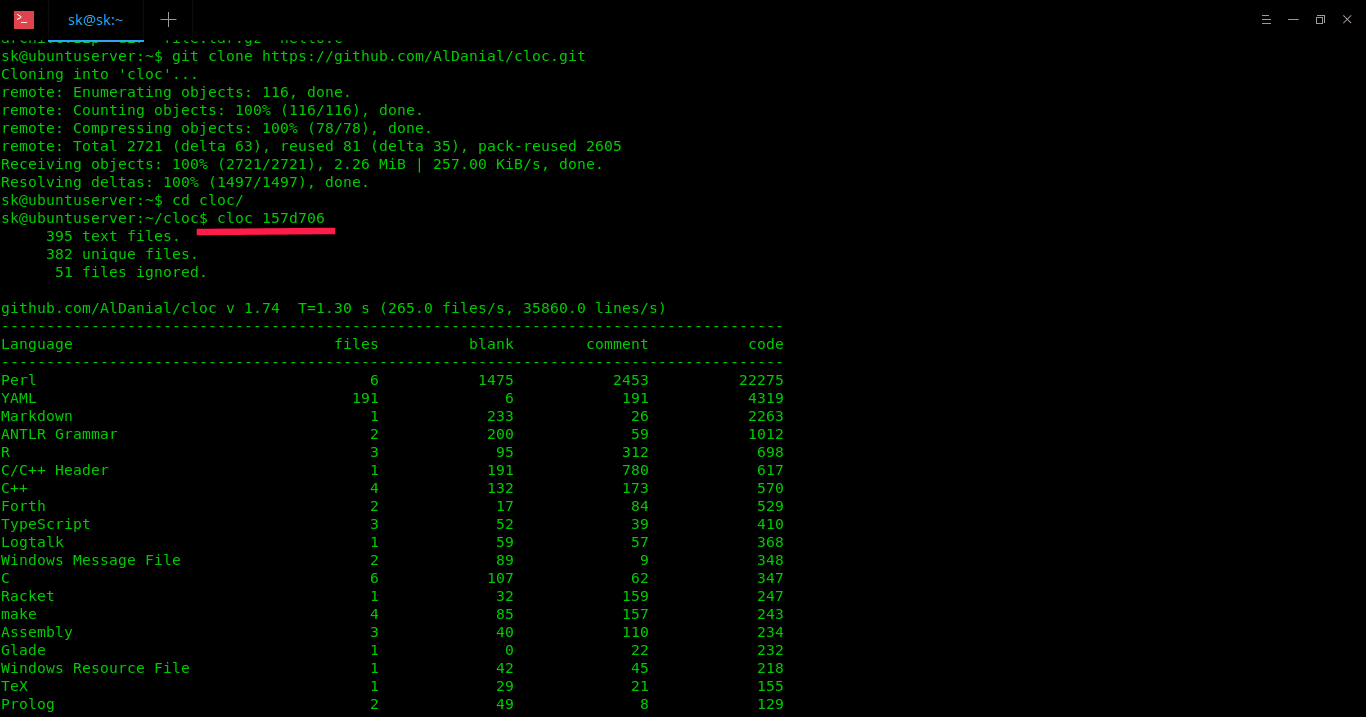 sk@sk:~
sk@ubuntuserver:~$ git clone https://github.com/AlDanial/cloc.git
Cloning into 'cloc'...
remote: Enumerating objects: 116, done.
remote: Counting objects: 100% (116/116), done.
remote: Compressing objects: 100% (78/78), done.
remote: Total 2721 (delta 63), reused 81 (delta 35), pack-reused 2605
Receiving objects: 100% (2721/2721), 2.26 MiB | 257.00 KiB/s, done.
Resolving deltas: 100% (1497/1497), done.
sk@ubuntuserver:~$ cd cloc/
sk@ubuntuserver:~/cloc$ cloc 157d706
     395 text files.
     382 unique files.
      51 files ignored.

github.com/AlDanial/cloc v 1.74  T=1.30 s (265.0 files/s, 35860.0 lines/s)
---------------------------------------------------------------------------------------
Language                             files          blank        comment           code
---------------------------------------------------------------------------------------
Perl                                     6           1475           2453          22275
YAML                                   191              6            191           4319
Markdown                                 1            233             26           2263
ANTLR Grammar                            2            200             59           1012
R                                        3             95            312            698
C/C++ Header                             1            191            780            617
C++                                      4            132            173            570
Forth                                    2             17             84            529
TypeScript                               3             52             39            410
Logtalk                                  1             59             57            368
Windows Message File                     2             89              9            348
C                                        6            107             62            347
Racket                                   1             32            159            247
make                                     4             85            157            243
Assembly                                 3             40            110            234
Glade                                    1              0             22            232
Windows Resource File                    1             42             45            218
TeX                                      1             29             21            155
Prolog                                   2             49              8            129